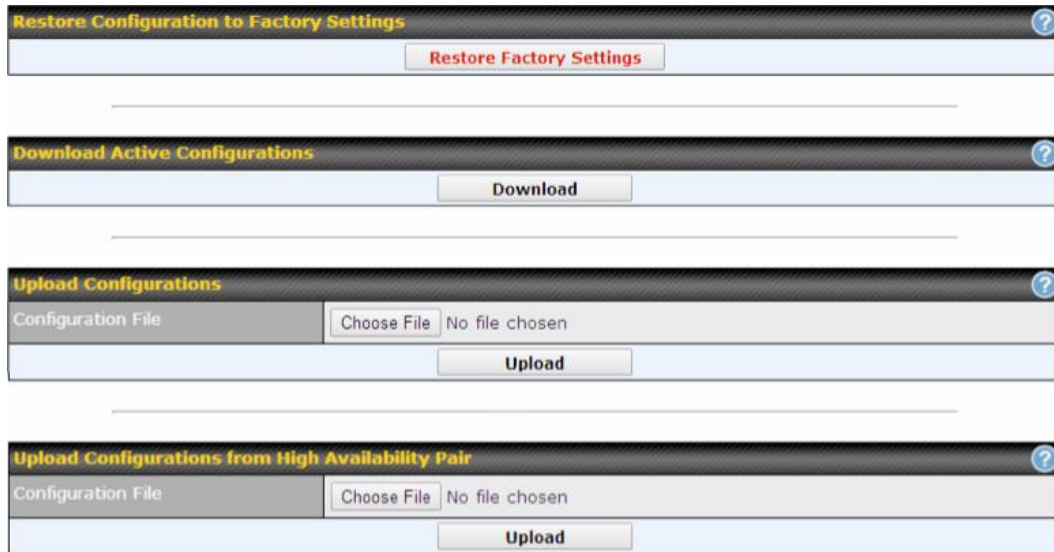 Restore Configuration to Factory Settings ?
Restore Factory Settings
Download Active Configurations ?
Download
Upload Configurations ?
Configuration File Choose File No file chosen
Upload
Upload Configurations from High Availability Pair ?
Configuration File Choose File No file chosen
Upload